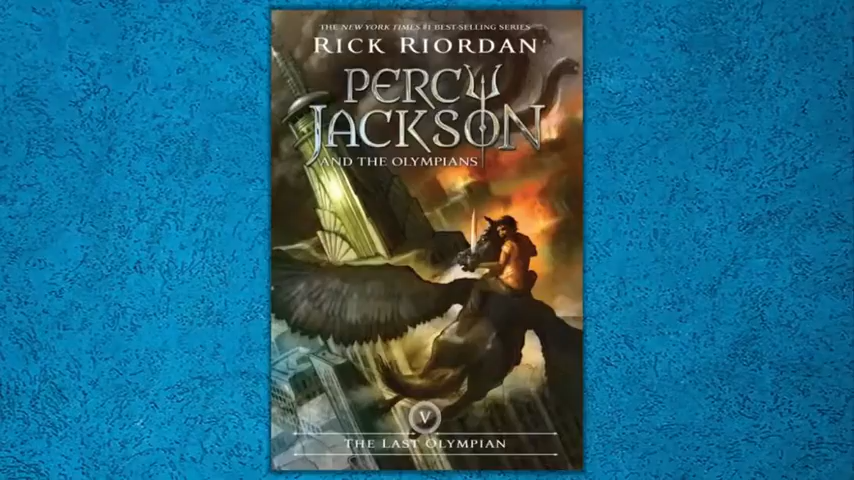 THE NEW YORK TIMES #1 BEST-SELLING SERIES
RICK RIORDAN
PERCY
JACKSON
AND THE OLYMPIANS
V
THE LAST OLYMPIAN